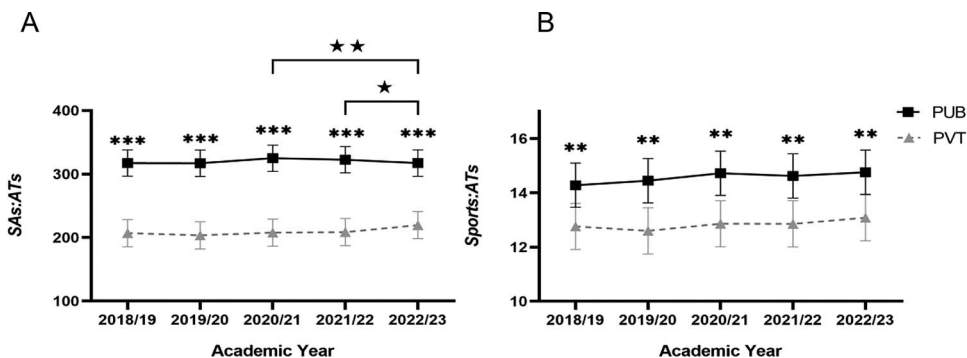 A
B
★ ★
★
400
300
200
100
SAs:ATs
*** *** *** *** ***
2018/19 2019/20 2020/21 2021/22 2022/23
Academic Year
16
14
12
10
Sports:ATs
** ** ** ** **
2018/19 2019/20 2020/21 2021/22 2022/23
Academic Year
PUB
PVT